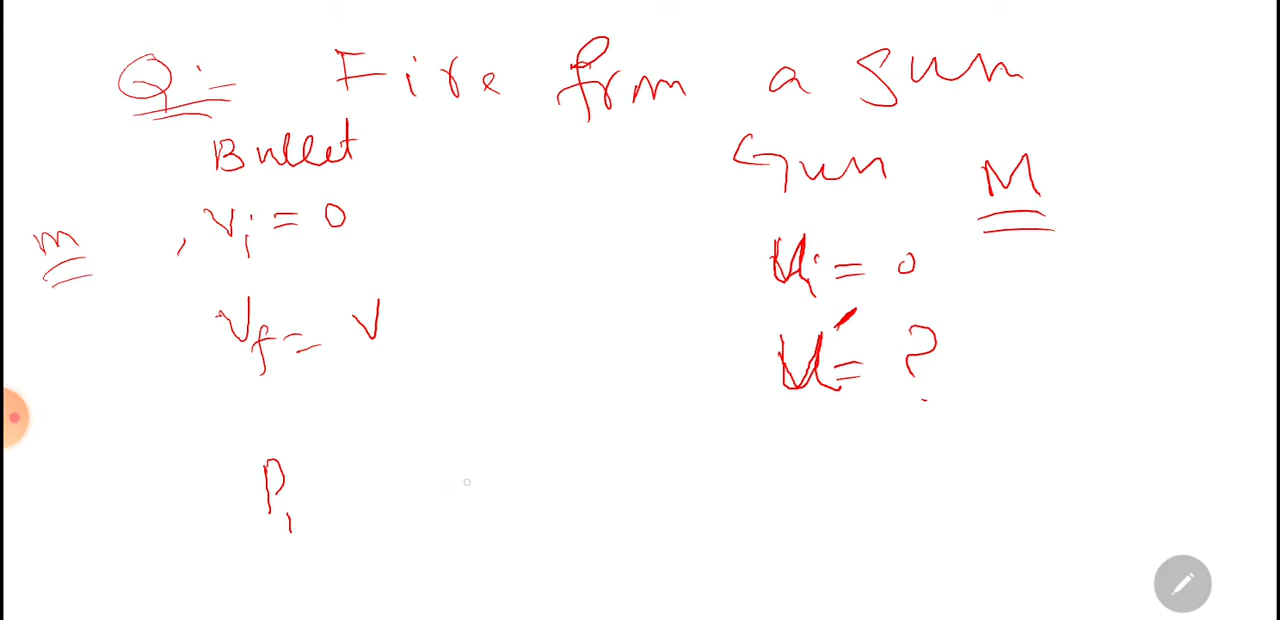 Q:- Fire from a gun
Bullet
Gun M
m , vi = 0
Ui = 0
Vf = V
U' = ?
P1